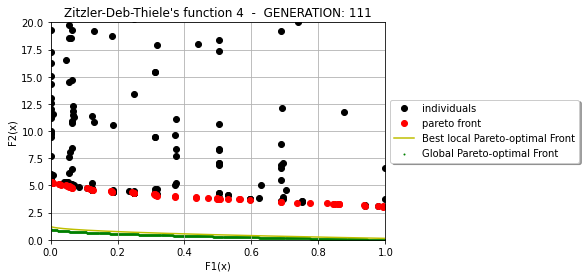 Zitzler-Deb-Thiele's function 4 - GENERATION: 111
20.0
17.5
15.0
12.5
10.0
7.5
5.0
2.5
0.0
F2(x)
0.0 0.2 0.4 0.6 0.8 1.0
F1(x)
individuals
pareto front
Best local Pareto-optimal Front
Global Pareto-optimal Front